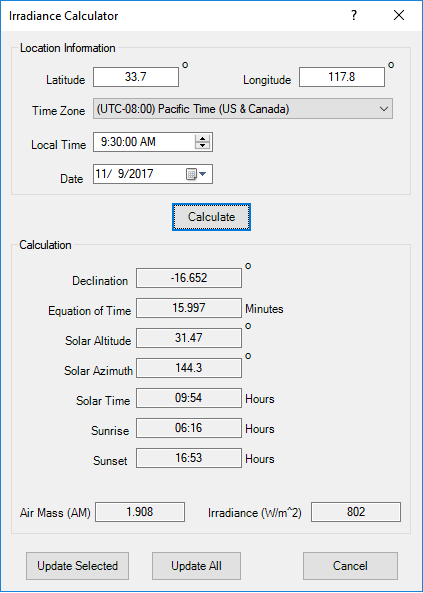 Irradiance Calculator ?
Location Information
Latitude 33.7 o Longitude 117.8 o
Time Zone (UTC-08:00) Pacific Time (US & Canada)
Local Time 9:30:00 AM
Date 11/ 9/2017
Calculate
Calculation
Declination -16.652 o
Equation of Time 15.997 Minutes
Solar Altitude 31.47 o
Solar Azimuth 144.3 o
Solar Time 09:54 Hours
Sunrise 06:16 Hours
Sunset 16:53 Hours
Air Mass (AM) 1.908 Irradiance (W/m^2) 802
Update Selected Update All Cancel